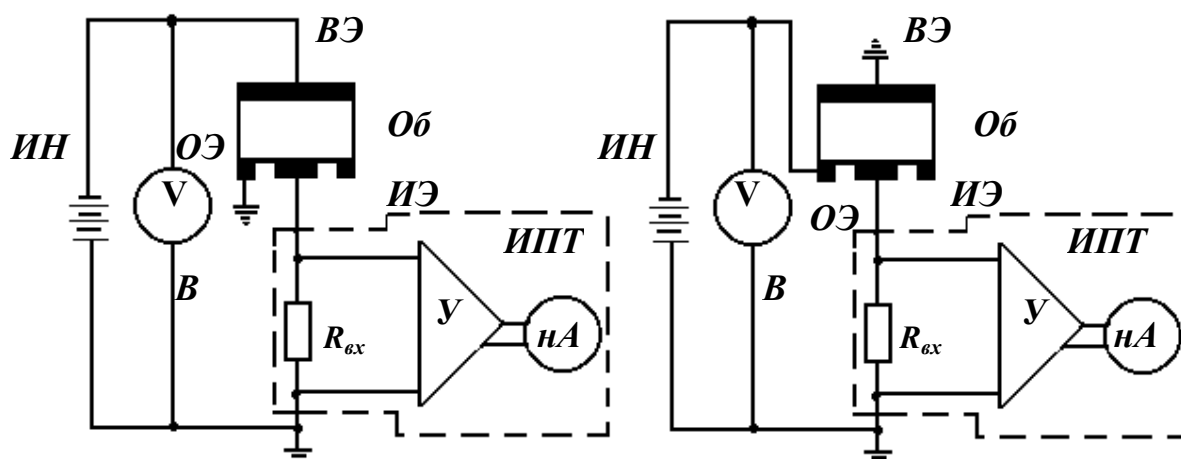 ВЭ
Об
ИН
ОЭ
V
ИЭ
ИПТ
В
У
нА
Rвх
ВЭ
Об
ИН
V
ИЭ
ОЭ
ИПТ
В
У
нА
Rвх